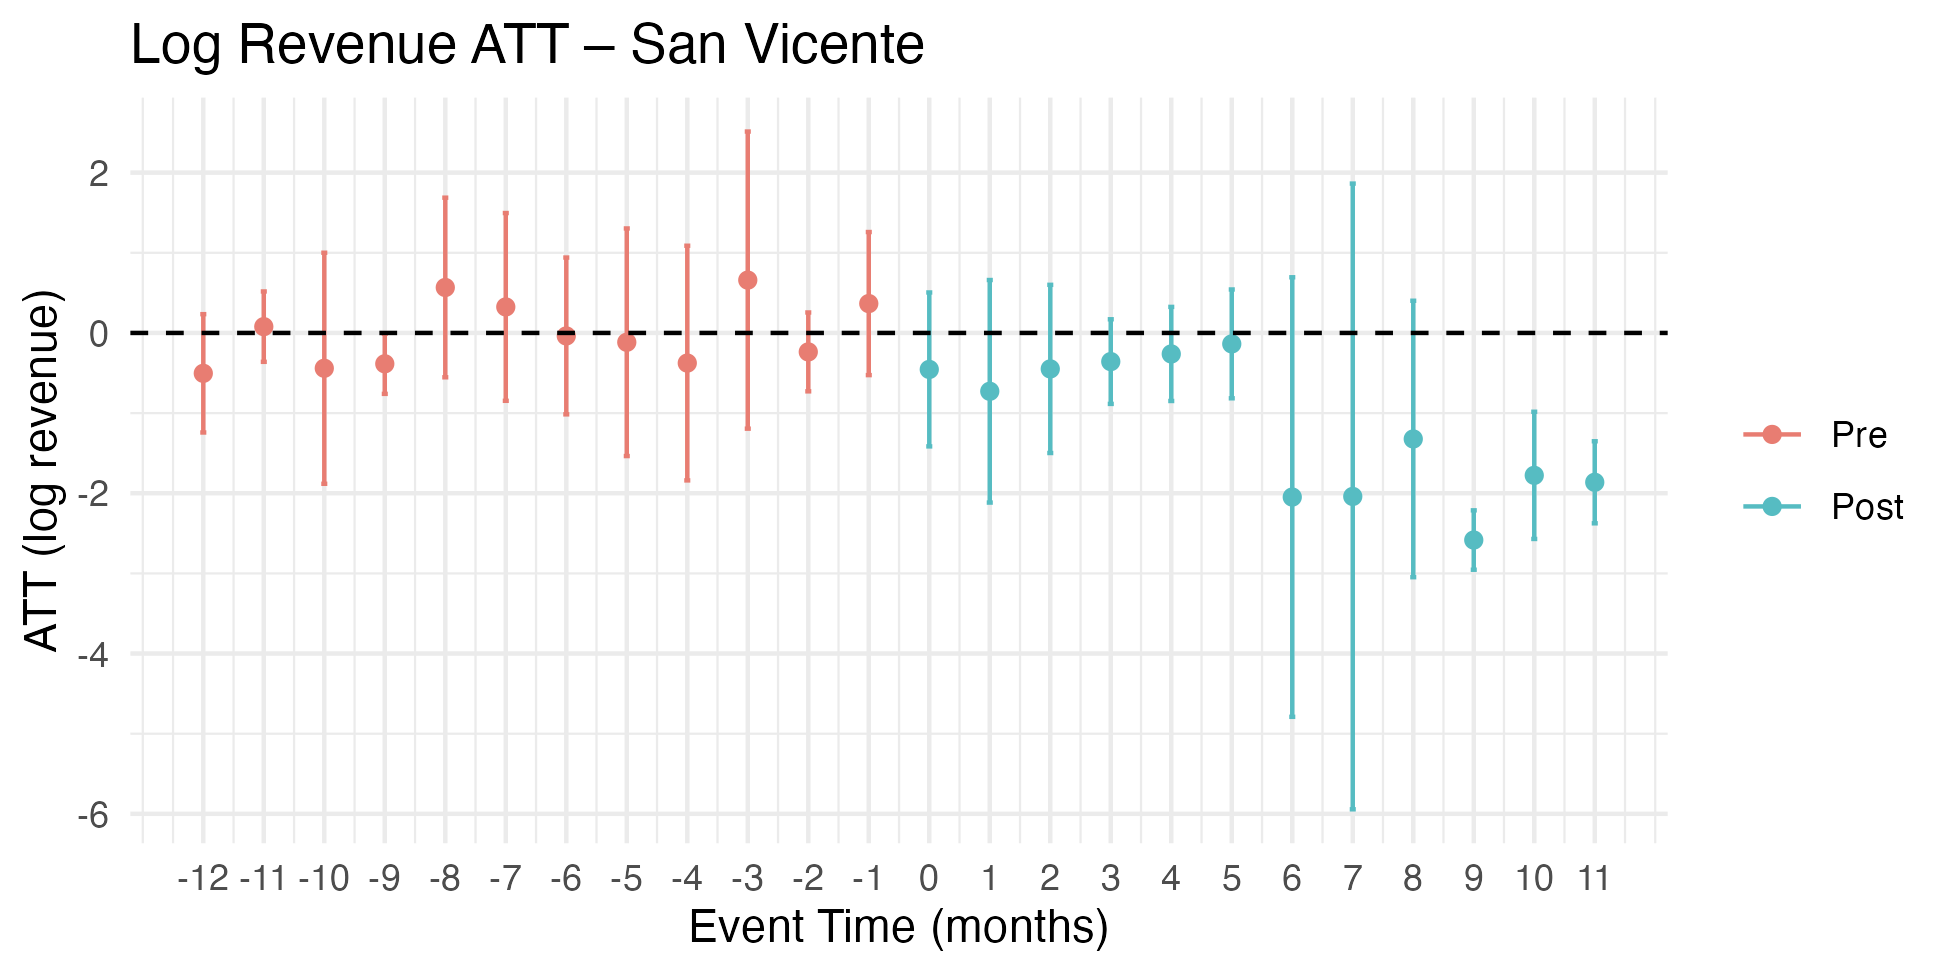 Log Revenue ATT – San Vicente
ATT (log revenue)
2
0
-2
-4
-6
-12 -11 -10 -9 -8 -7 -6 -5 -4 -3 -2 -1 0 1 2 3 4 5 6 7 8 9 10 11
Event Time (months)
Pre
Post